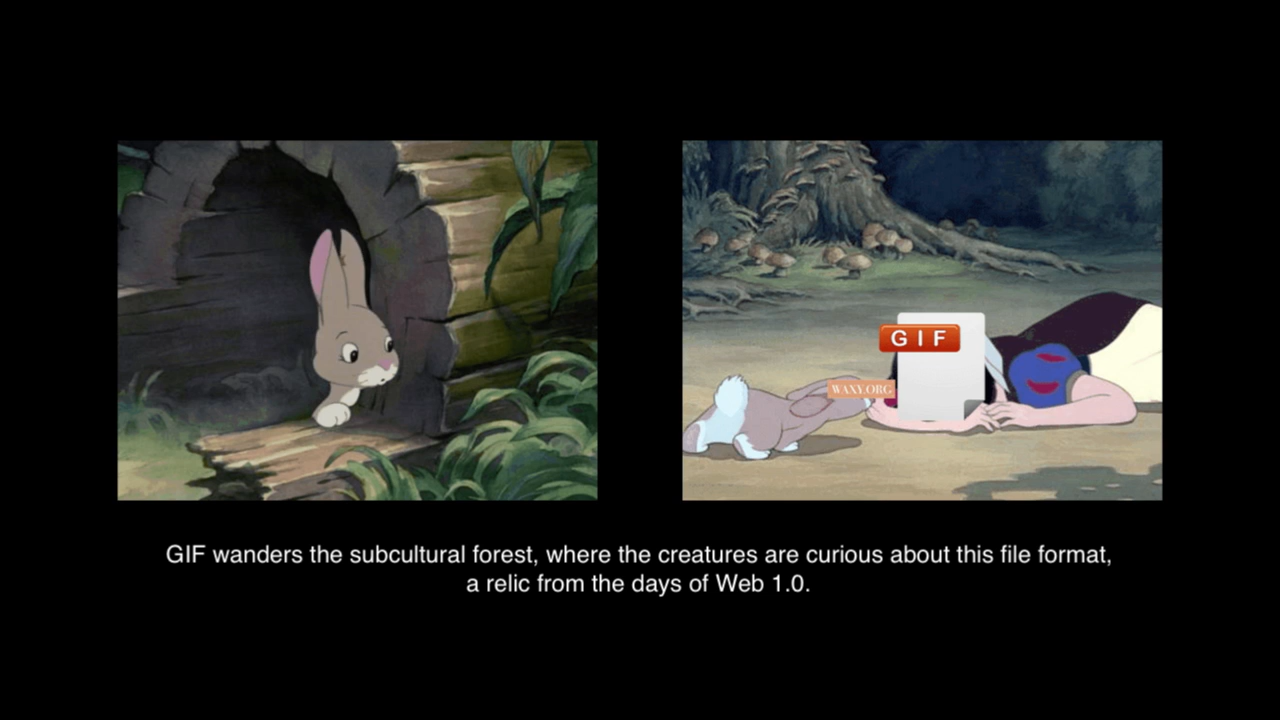 GIF
WAXY.ORG
GIF wanders the subcultural forest, where the creatures are curious about this file format,
a relic from the days of Web 1.0.